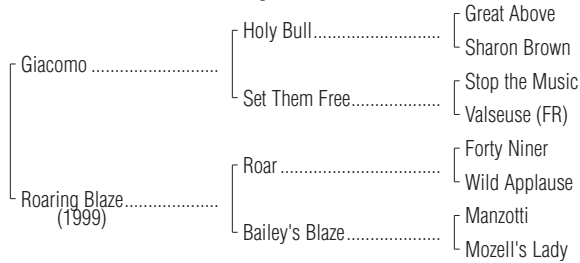 Great Above
Holy Bull
Sharon Brown
Giacomo
Stop the Music
Set Them Free
Valseuse (FR)
Forty Niner
Roar
Wild Applause
Roaring Blaze
(1999)
Manzotti
Bailey's Blaze
Mozell's Lady